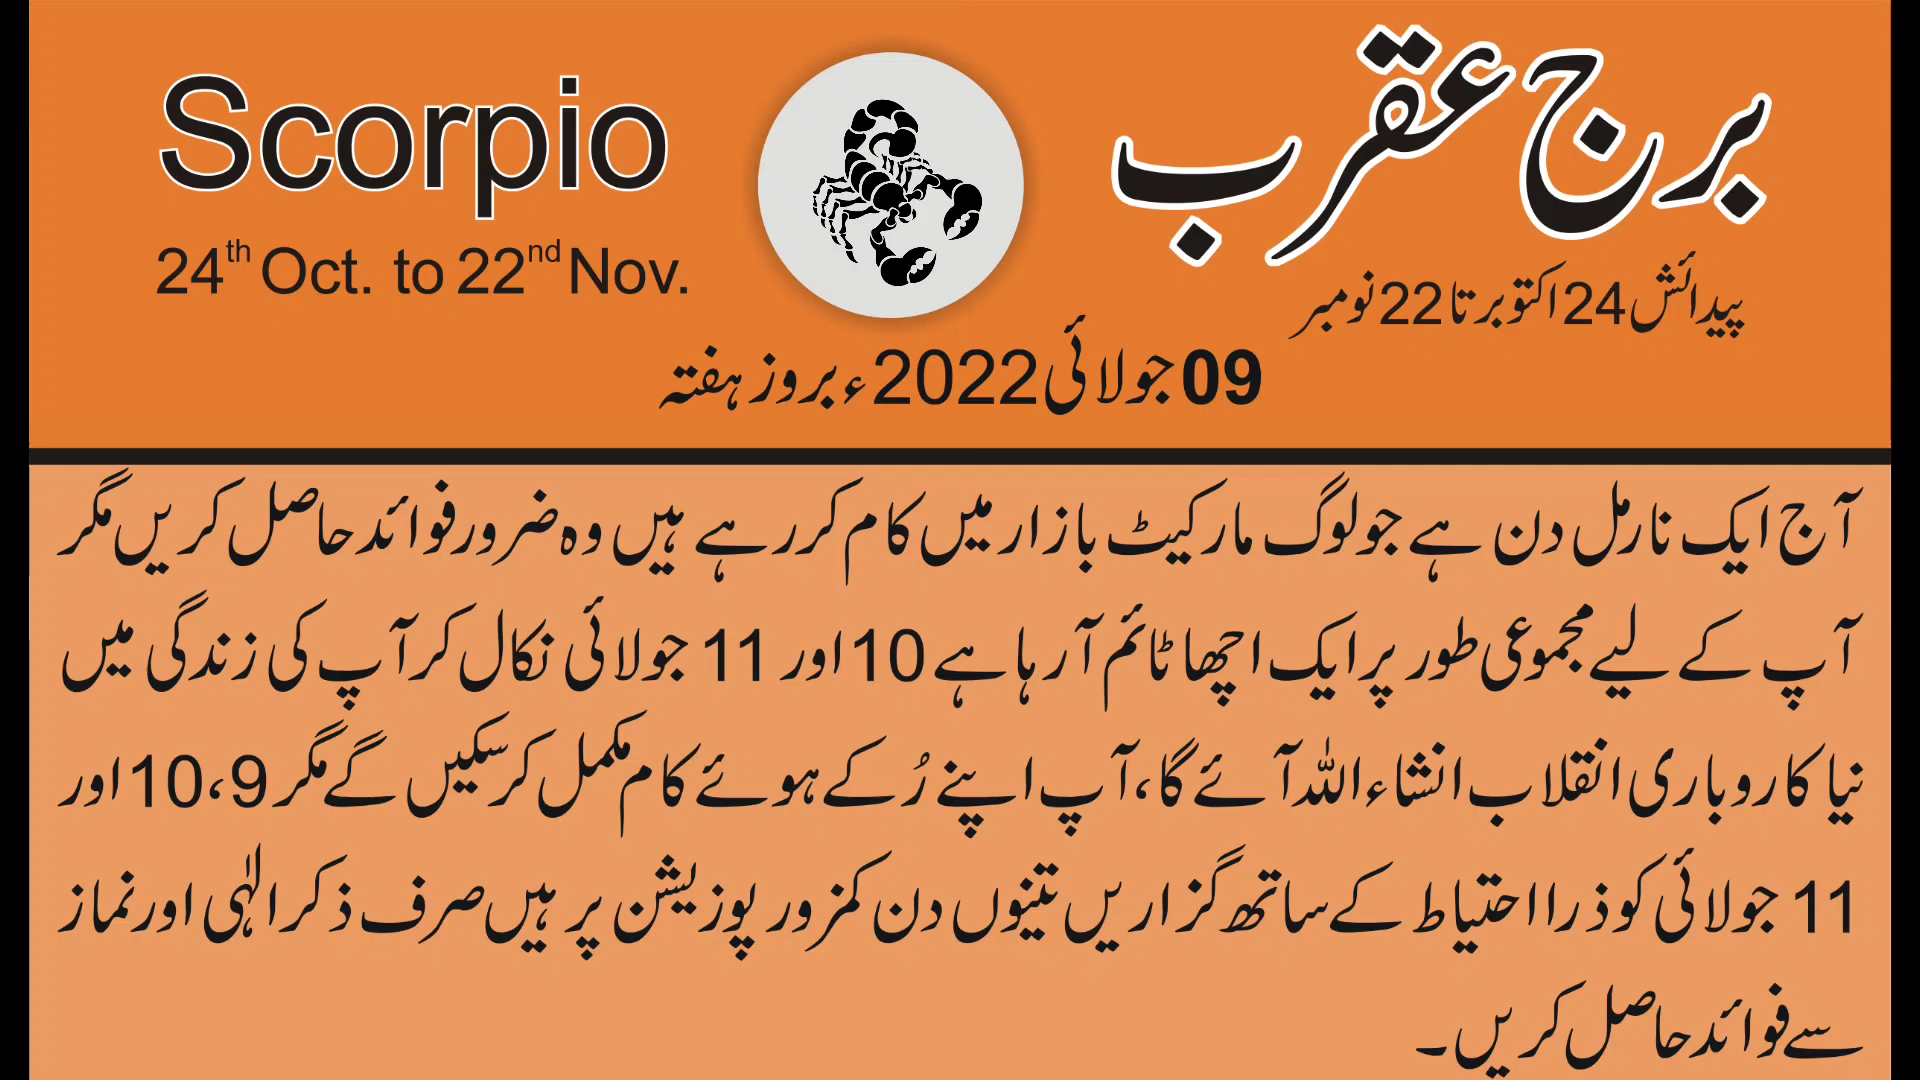 Scorpio
برج عقرب
24th Oct. to 22nd Nov.
پیدائش 24 اکتوبر تا 22 نومبر
09 جولائی 2022ء بروز ہفتہ
آج ایک نارمل دن ہے جو لوگ مارکیٹ بازار میں کام کر رہے ہیں وہ ضرور فوائد حاصل کریں مگر
آپ کے لیے مجموعی طور پر ایک اچھا ٹائم آ رہا ہے 10 اور 11 جولائی نکال کر آپ کی زندگی میں
نیا کاروباری انقلاب انشاء اللہ آئے گا، آپ اپنے رُکے ہوئے کام مکمل کر سکیں گے مگر 9، 10 اور
11 جولائی کو ذرا احتیاط کے ساتھ گزاریں تینوں دن کمزور پوزیشن پر ہیں صرف ذکر الٰہی اور نماز
سے فوائد حاصل کریں۔